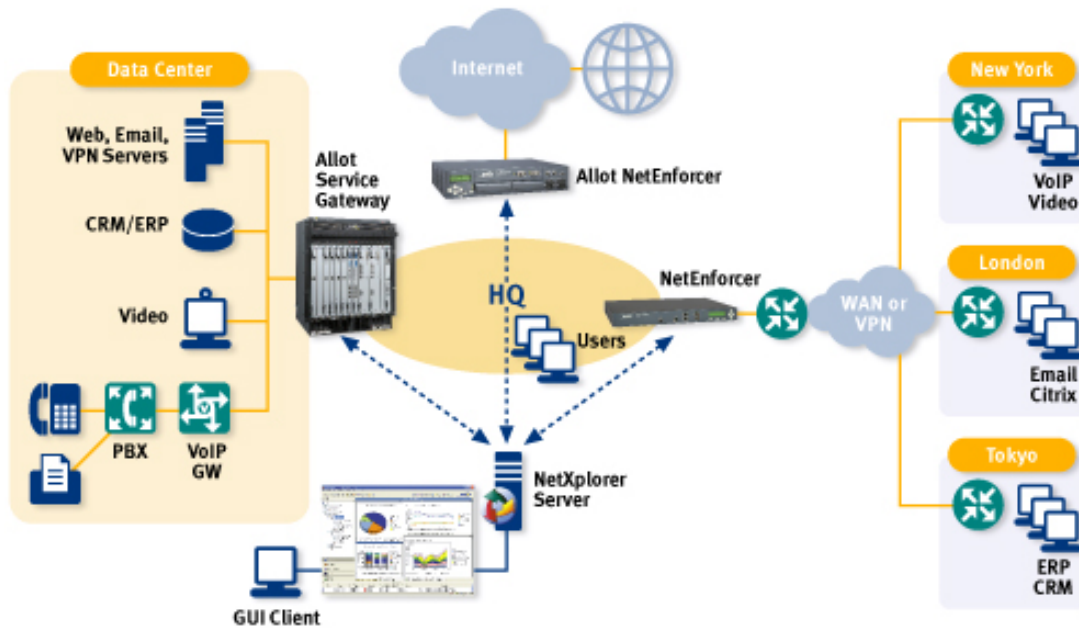 Data Center
Web, Email,
VPN Servers
CRM/ERP
Video
PBX
VoIP
GW
Allot
Service
Gateway
Internet
Allot NetEnforcer
HQ
Users
NetEnforcer
WAN or
VPN
NetXplorer
Server
GUI Client
New York
VoIP
Video
London
Email
Citrix
Tokyo
ERP
CRM